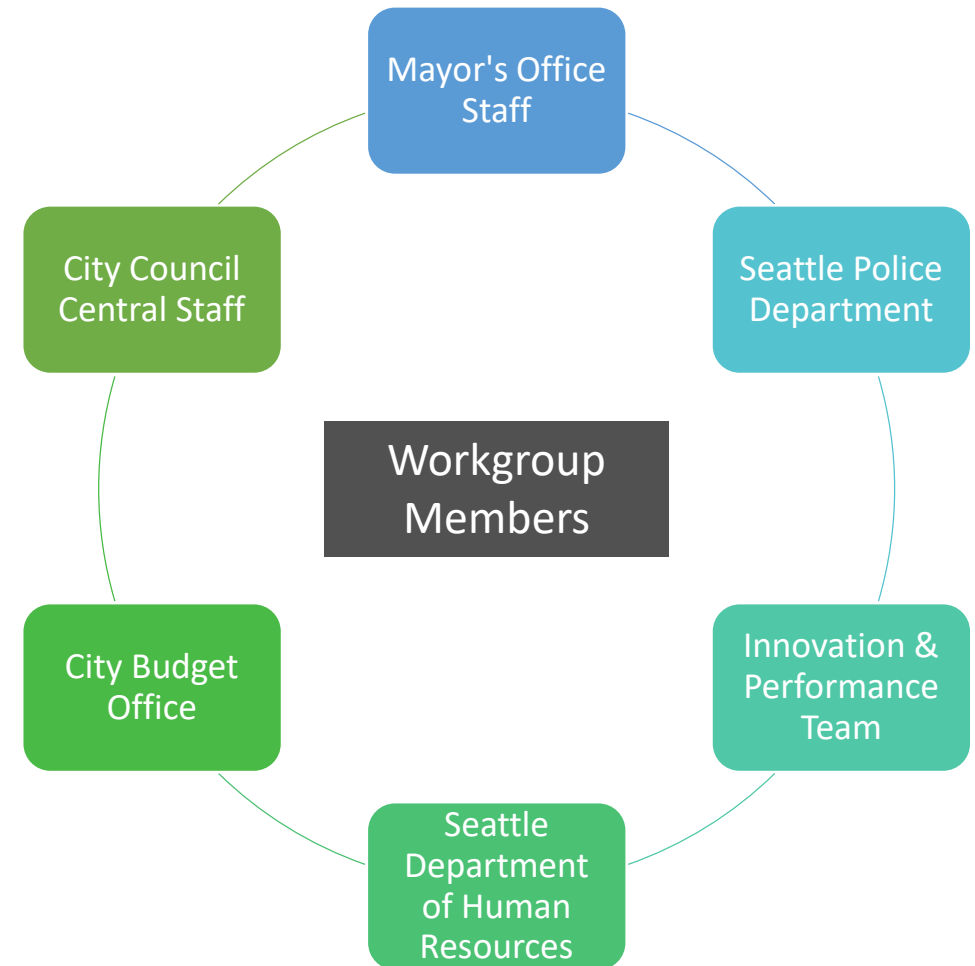 Mayor's Office
Staff
Seattle Police
Department
Innovation &
Performance
Team
Seattle
Department
of Human
Resources
City Budget
Office
City Council
Central Staff
Workgroup
Members